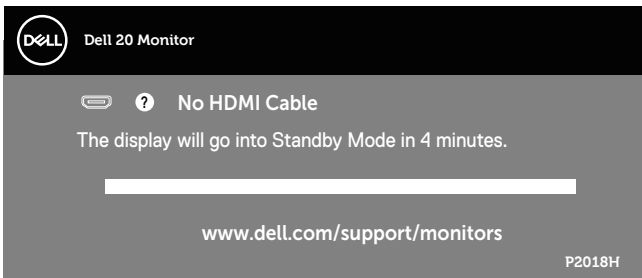 DELL
Dell 20 Monitor
? No HDMI Cable
The display will go into Standby Mode in 4 minutes.
www.dell.com/support/monitors
P2018H